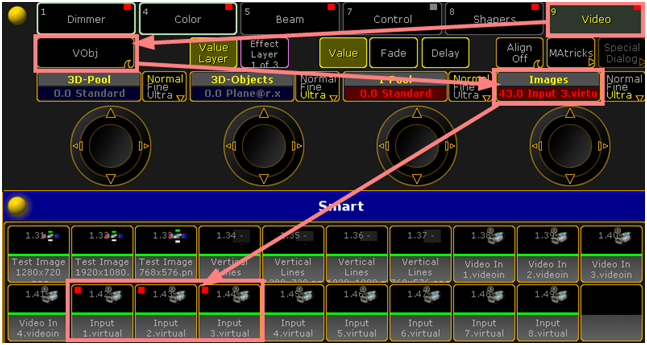 1
Dimmer
4
Color
5
Beam
7
Control
8
Shapers
9
Video
VObj
Value
Layer
Effect
Layer
1 of 3
Value
Fade
Delay
Align
Off
MAtricks
Special
Dialog
3D-Pool
0.0 Standard
Normal
Fine
Ultra
3D-Objects
0.0 Plane@r.x
Normal
Fine
Ultra
Pool
0.0 Standard
Normal
Fine
Ultra
Images
43.0 Input 3.virtu
Normal
Fine
Ultra
Smart
1.31
Test Image
1280x720
1.32
Test Image
1920x1080.
1.33
Test Image
768x576.pn
1.34
Vertical
Lines
1.35
Vertical
Lines
1.36
Vertical
Lines
1.37
Vertical
Lines
1.38
Video In
1.videoin
1.39
Video In
2.videoin
1.40
Video In
3.videoin
1.41
Video In
4.videoin
1.42
Input
1.virtual
1.43
Input
2.virtual
1.44
Input
3.virtual
1.45
Input
4.virtual
1.46
Input
5.virtual
1.47
Input
6.virtual
1.48
Input
7.virtual
1.49
Input
8.virtual